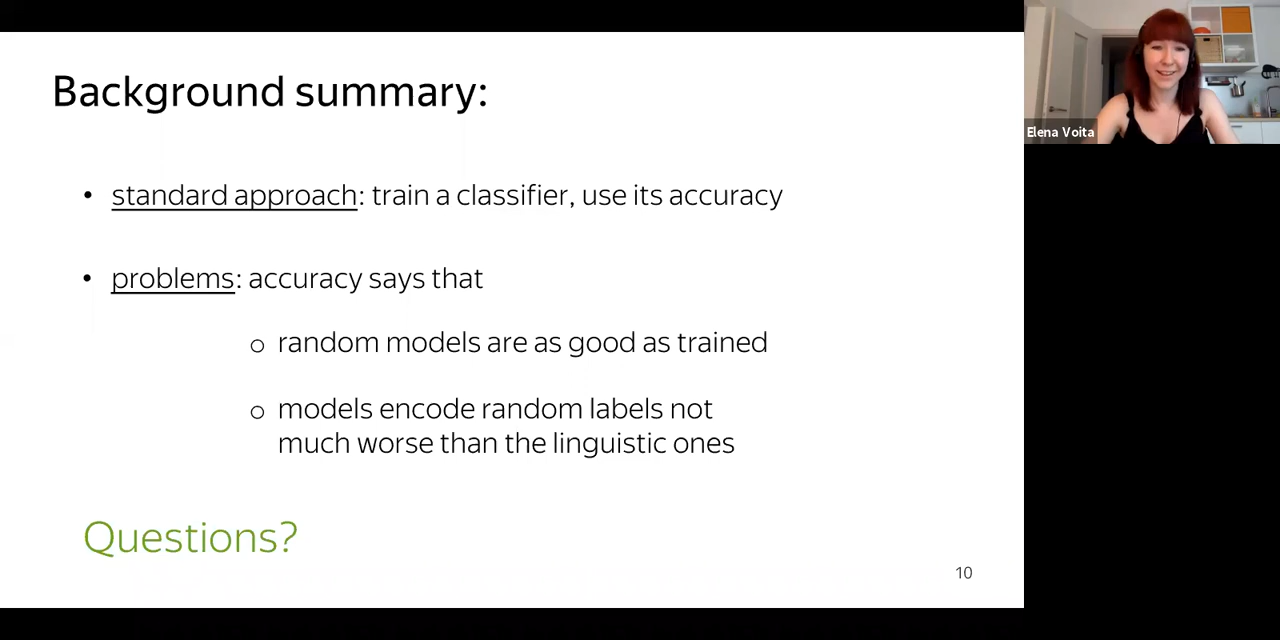 Background summary:
• standard approach: train a classifier, use its accuracy
• problems: accuracy says that
o random models are as good as trained
o models encode random labels not
much worse than the linguistic ones
Questions?
10
Elena Voita